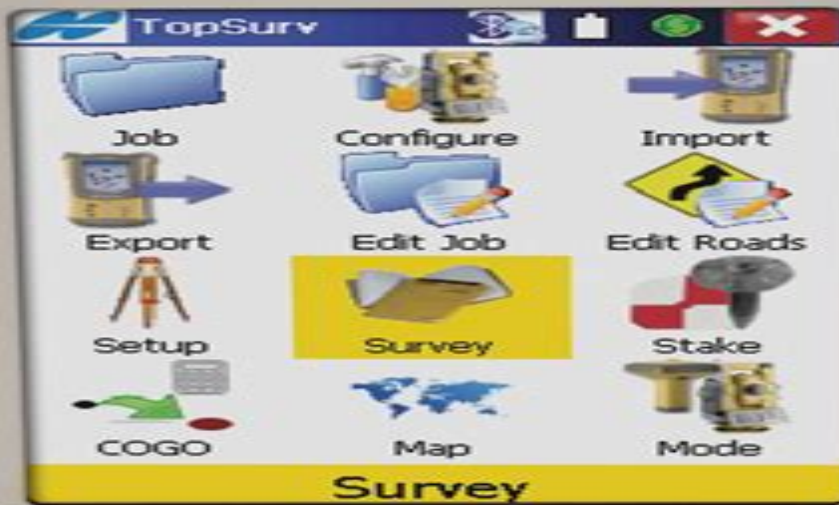 TopSurv
Job
Configure
Import
Export
Edit Job
Edit Roads
Setup
Survey
Stake
COGO
Map
Mode
Survey